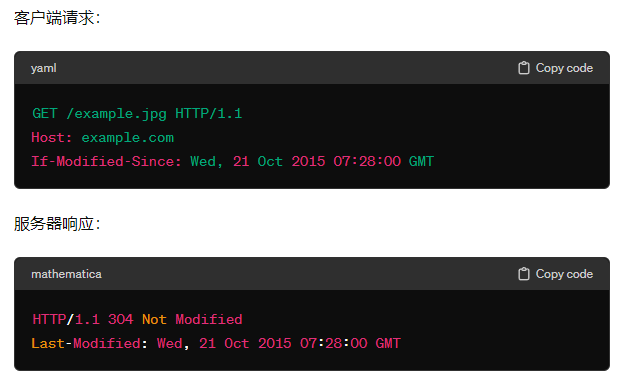 客户端请求：
yaml
Copy code
GET /example.jpg HTTP/1.1
Host: example.com
If-Modified-Since: Wed, 21 Oct 2015 07:28:00 GMT
服务器响应：
mathematica
Copy code
HTTP/1.1 304 Not Modified
Last-Modified: Wed, 21 Oct 2015 07:28:00 GMT